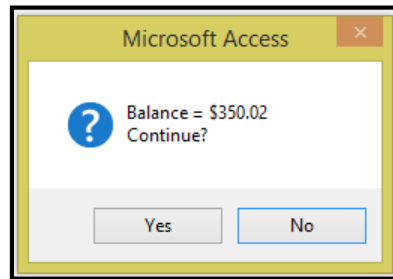 Microsoft Access
Balance = $350.02
Continue?
Yes
No